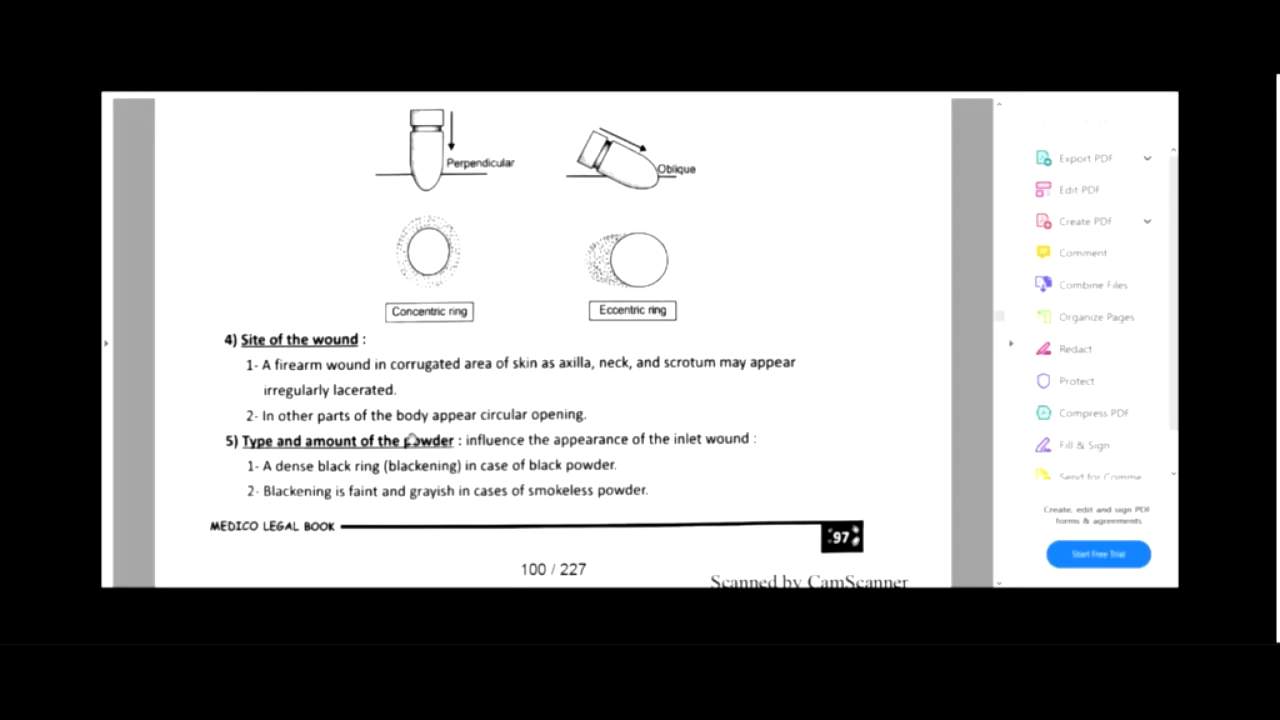 Perpendicular
Oblique
Concentric ring
Eccentric ring
4) Site of the wound :
1- A firearm wound in corrugated area of skin as axilla, neck, and scrotum may appear
irregularly lacerated.
2- In other parts of the body appear circular opening.
5) Type and amount of the powder : influence the appearance of the inlet wound :
1- A dense black ring (blackening) in case of black powder.
2- Blackening is faint and grayish in cases of smokeless powder.
MEDICO LEGAL BOOK
97
100 / 227
Scanned by CamScanner
Export PDF
Edit PDF
Create PDF
Comment
Combine Files
Organize Pages
Redact
Protect
Compress PDF
Fill & Sign
Send for Comme
Create, edit and sign PDF
forms & agreements
Start Free Trial